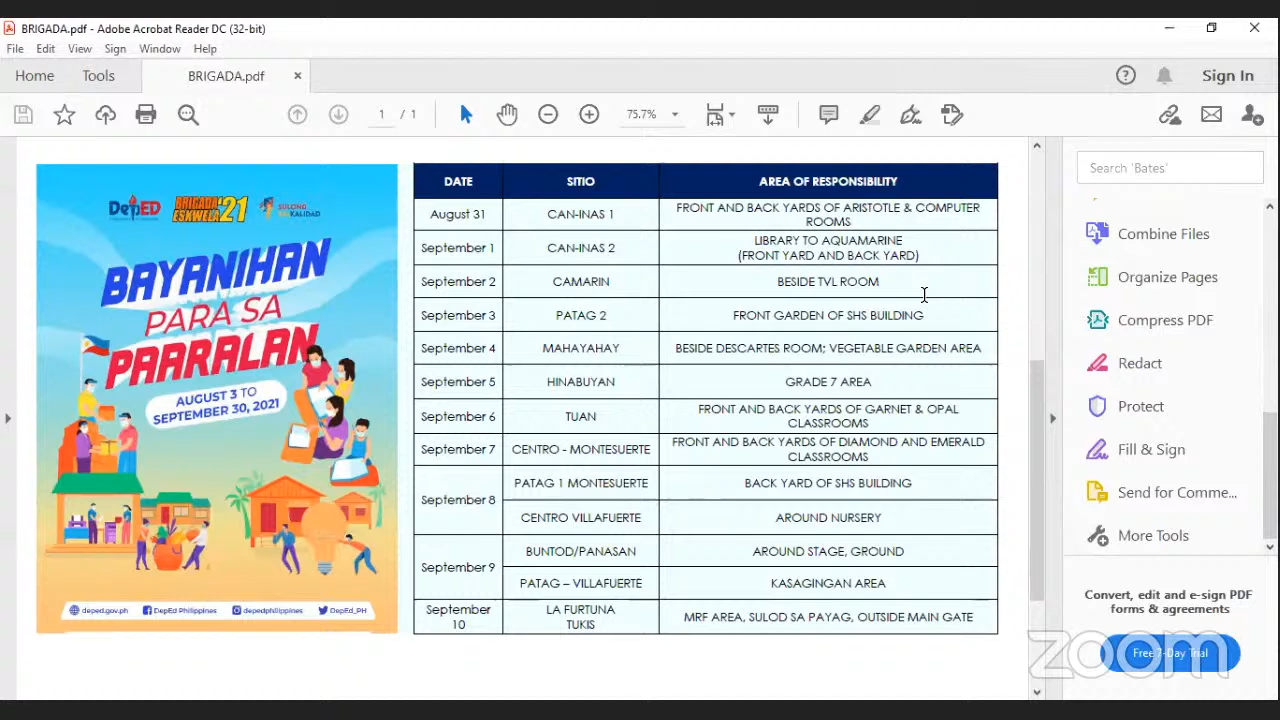 BRIGADA.pdf - Adobe Acrobat Reader DC (32-bit)
File Edit View Sign Window Help
Home Tools BRIGADA.pdf × Sign In
1 / 1 75.7%
DepED BRIGADA ESKWELA '21 SULONG EDUKALIDAD
BAYANIHAN
PARA SA
PAARALAN
AUGUST 3 TO
SEPTEMBER 30, 2021
deped.gov.ph DepEd Philippines depedphilippines DepEd_PH
DATE SITIO AREA OF RESPONSIBILITY
August 31 CAN-INAS 1 FRONT AND BACK YARDS OF ARISTOTLE & COMPUTER
ROOMS
September 1 CAN-INAS 2 LIBRARY TO AQUAMARINE
(FRONT YARD AND BACK YARD)
September 2 CAMARIN BESIDE TVL ROOM
September 3 PATAG 2 FRONT GARDEN OF SHS BUILDING
September 4 MAHAYAHAY BESIDE DESCARTES ROOM; VEGETABLE GARDEN AREA
September 5 HINABUYAN GRADE 7 AREA
September 6 TUAN FRONT AND BACK YARDS OF GARNET & OPAL
CLASSROOMS
September 7 CENTRO - MONTESUERTE FRONT AND BACK YARDS OF DIAMOND AND EMERALD
CLASSROOMS
September 8 PATAG 1 MONTESUERTE BACK YARD OF SHS BUILDING
CENTRO VILLAFUERTE AROUND NURSERY
September 9 BUNTOD/PANASAN AROUND STAGE, GROUND
PATAG – VILLAFUERTE KASAGINGAN AREA
September
10 LA FURTUNA
TUKIS MRF AREA, SULOD SA PAYAG, OUTSIDE MAIN GATE
Search 'Bates'
Combine Files
Organize Pages
Compress PDF
Redact
Protect
Fill & Sign
Send for Comme...
More Tools
Convert, edit and e-sign PDF
forms & agreements
Free 7-Day Trial
zoom